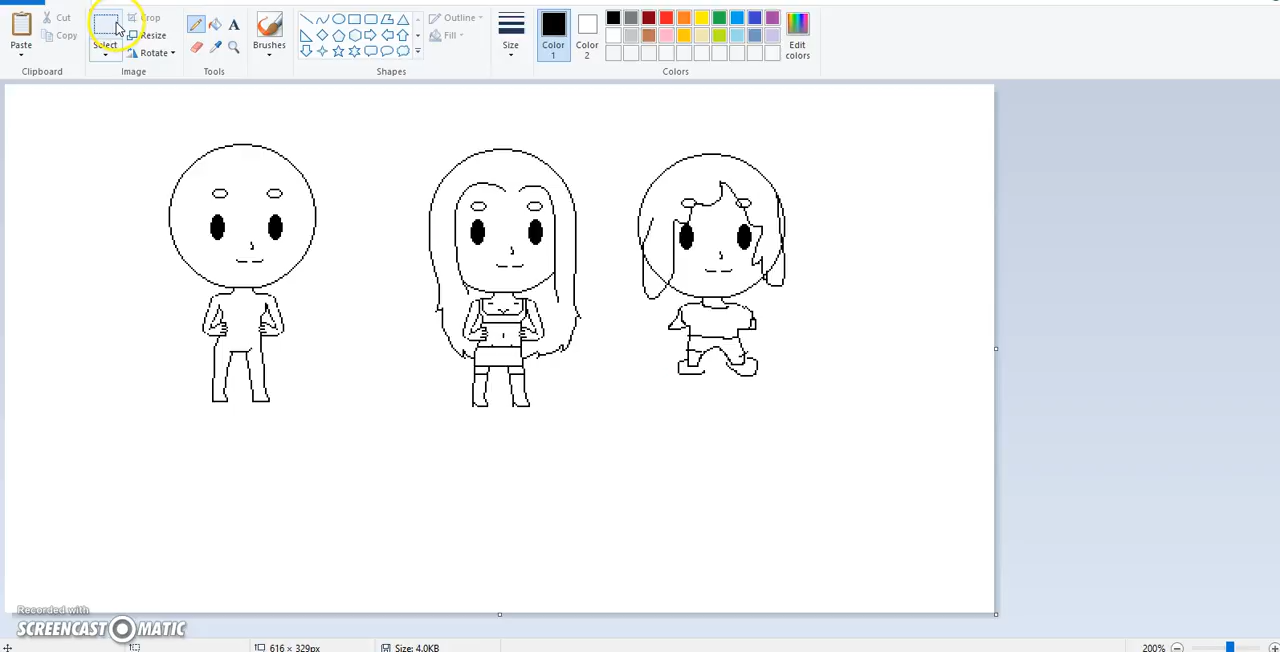 Cut
Crop
Paste
Copy
Select
Resize
Rotate
A
Brushes
Outline
Fill
Size
Color
1
Color
2
Edit
colors
Clipboard
Image
Tools
Shapes
Colors
Recorded with
SCREENCAST MATIC
616 × 329px
Size: 4.0KB
200%